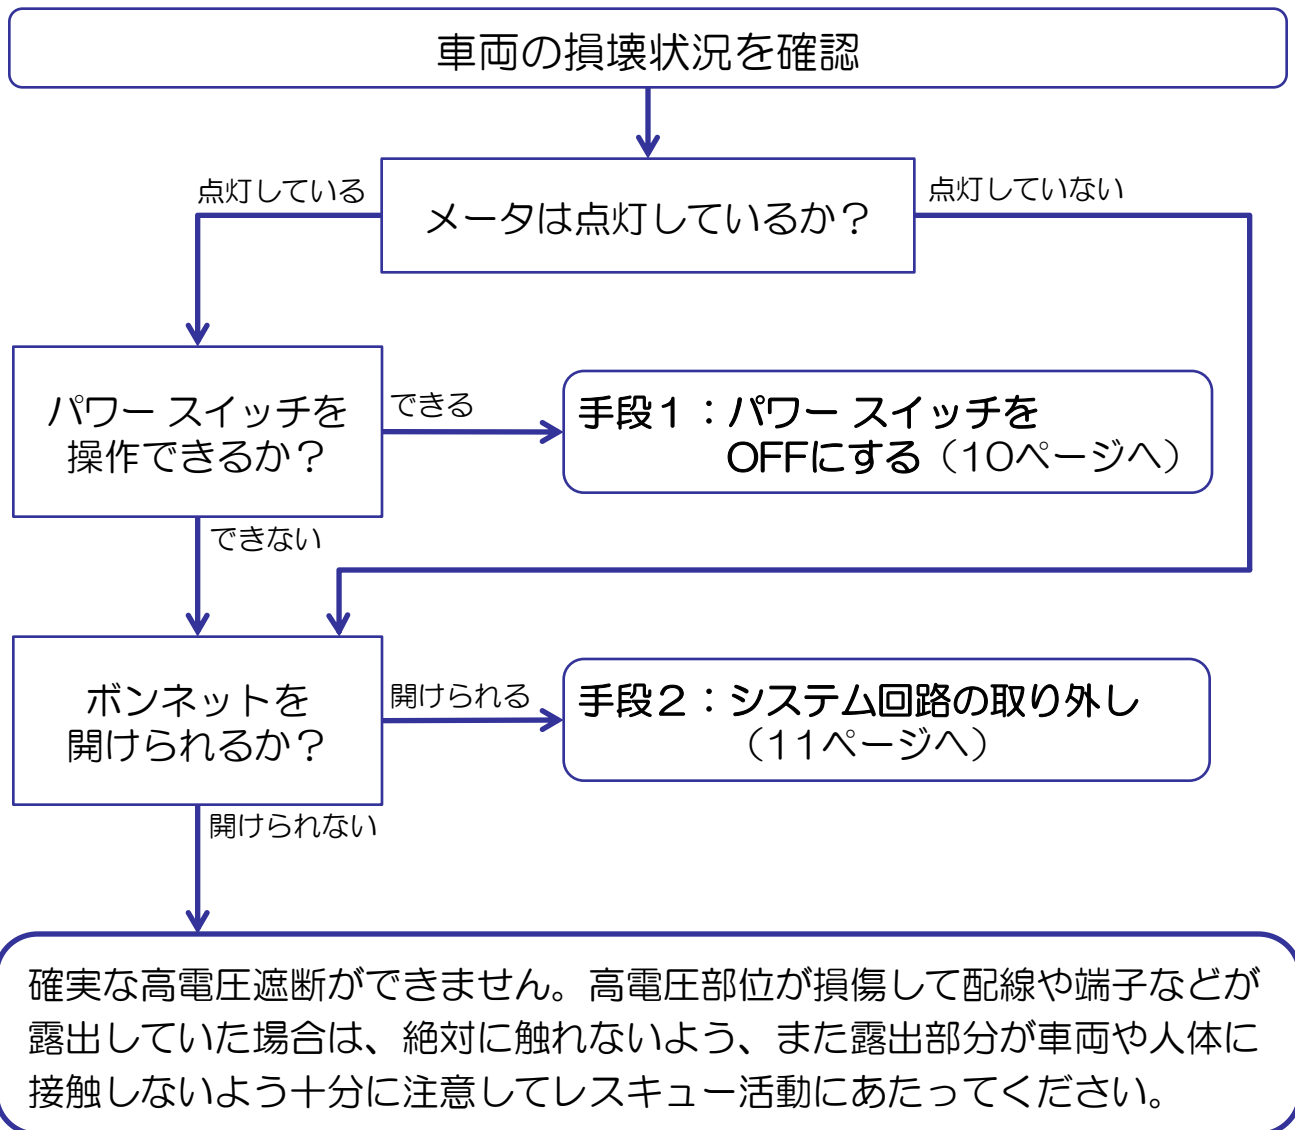 車両の損壊状況を確認
点灯している
メータは点灯しているか？
点灯していない
パワー スイッチを
操作できるか？
できる
手段１：パワー スイッチを
OFFにする（10ページへ）
できない
ボンネットを
開けられるか？
開けられる
手段２：システム回路の取り外し
（11ページへ）
開けられない
確実な高電圧遮断ができません。高電圧部位が損傷して配線や端子などが
露出していた場合は、絶対に触れないよう、また露出部分が車両や人体に
接触しないよう十分に注意してレスキュー活動にあたってください。